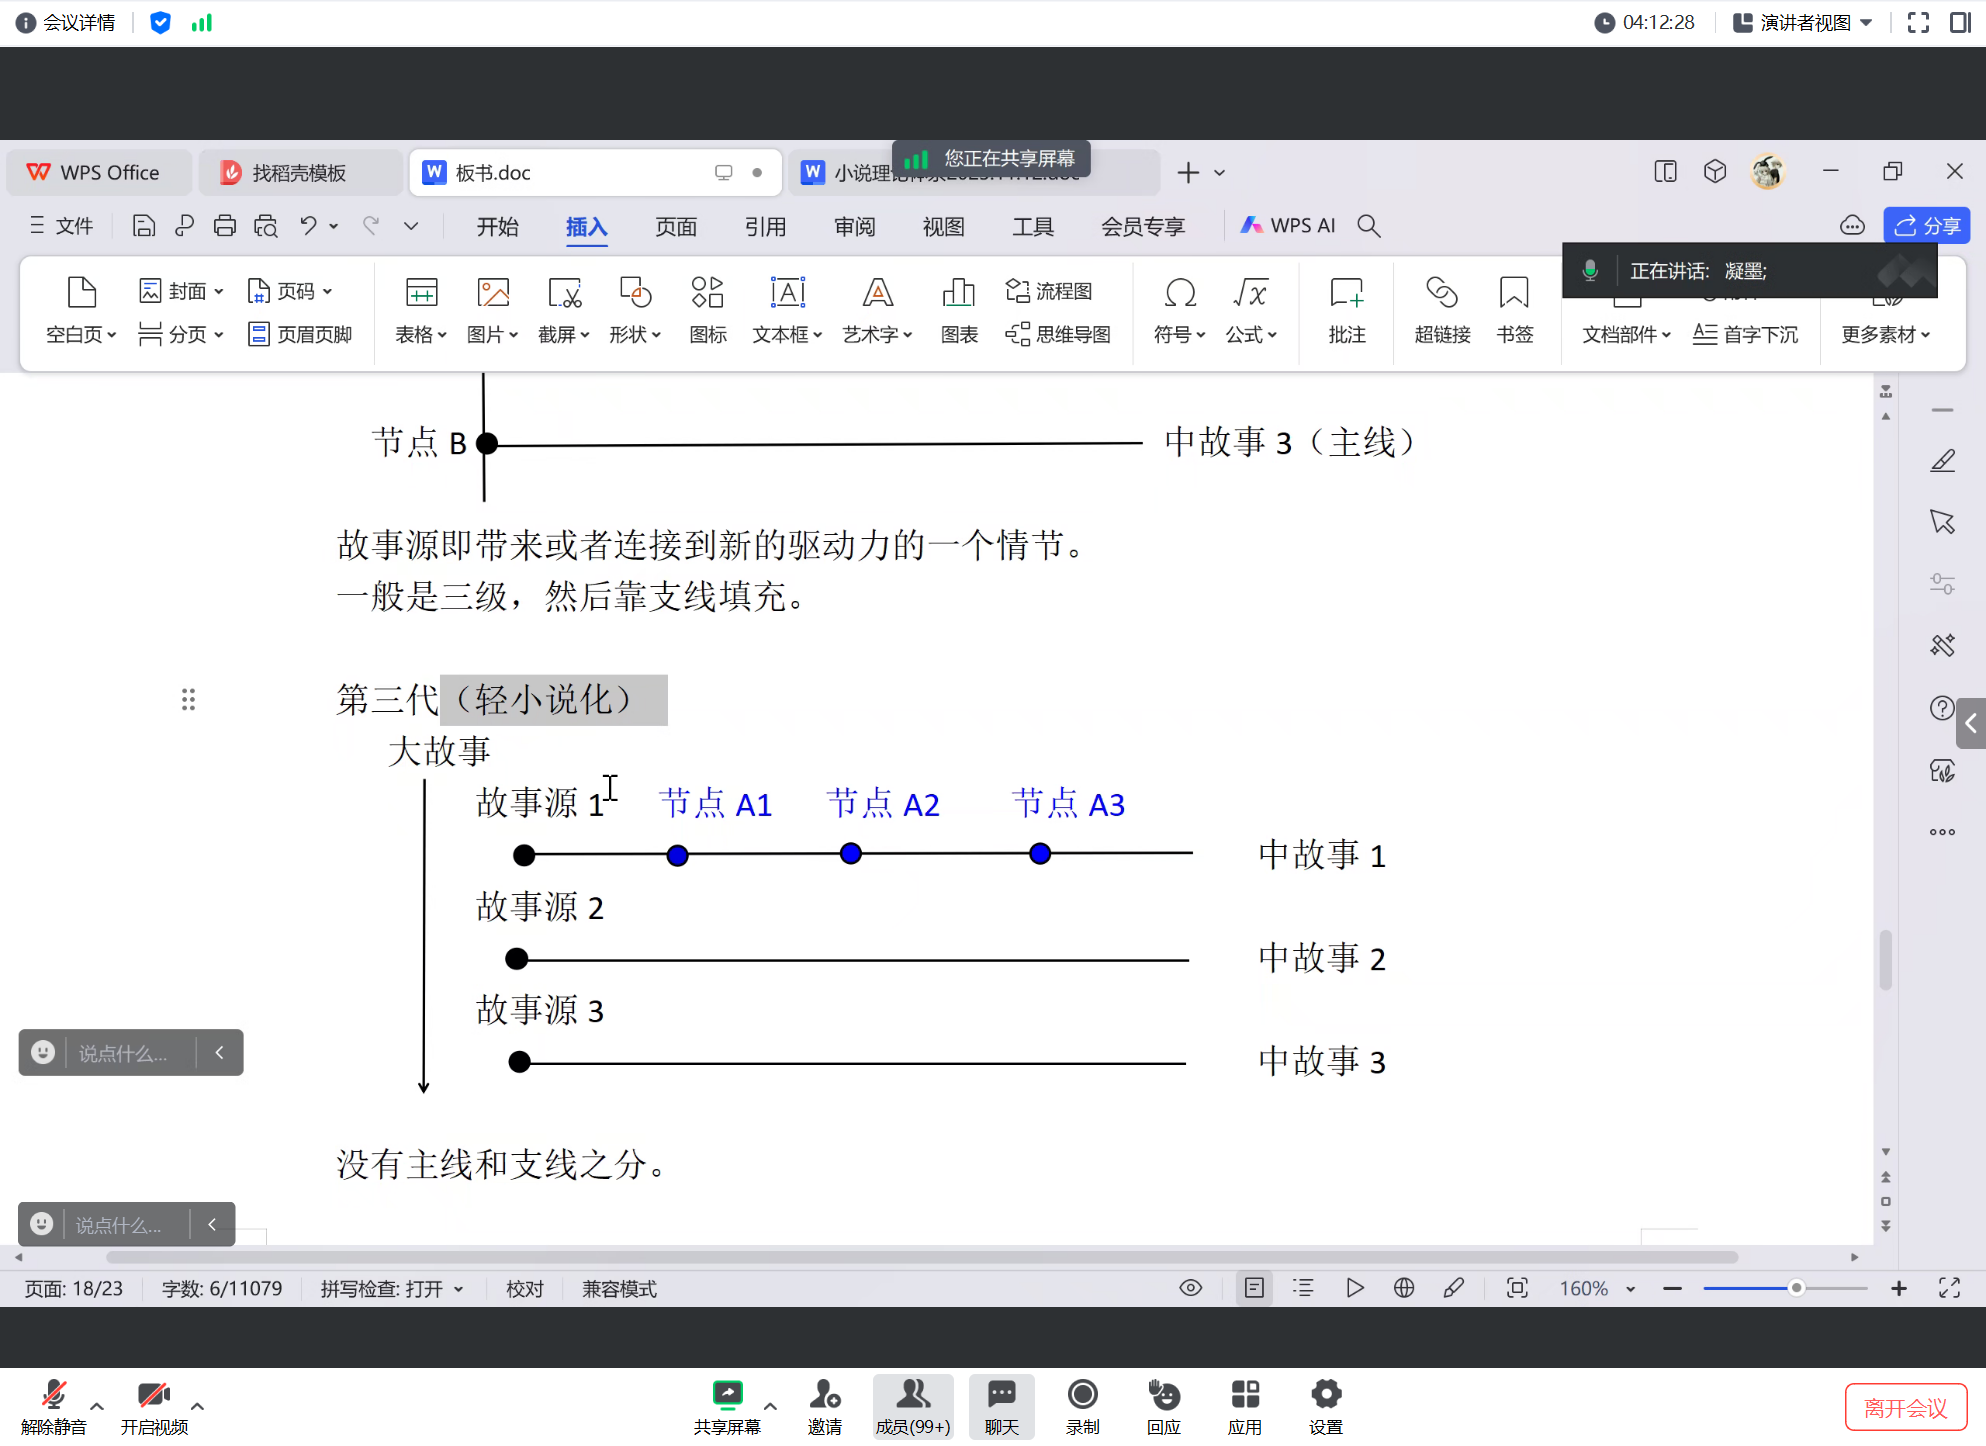 会议详情
04:12:28
演讲者视图
WPS Office
找稻壳模板
板书.doc
您正在共享屏幕
文件
开始
插入
页面
引用
审阅
视图
工具
会员专享
WPS AI
分享
正在讲话: 凝墨;
封面
页码
流程图
空白页
分页
页眉页脚
表格
图片
截屏
形状
图标
文本框
艺术字
图表
思维导图
符号
公式
批注
超链接
书签
文档部件
首字下沉
更多素材
节点 B
中故事 3（主线）
故事源即带来或者连接到新的驱动力的一个情节。
一般是三级，然后靠支线填充。
第三代（轻小说化）
大故事
故事源 1
节点 A1
节点 A2
节点 A3
中故事 1
故事源 2
中故事 2
故事源 3
中故事 3
说点什么...
没有主线和支线之分。
说点什么...
页面: 18/23
字数: 6/11079
拼写检查: 打开
校对
兼容模式
160%
解除静音
开启视频
共享屏幕
邀请
成员(99+)
聊天
录制
回应
应用
设置
离开会议